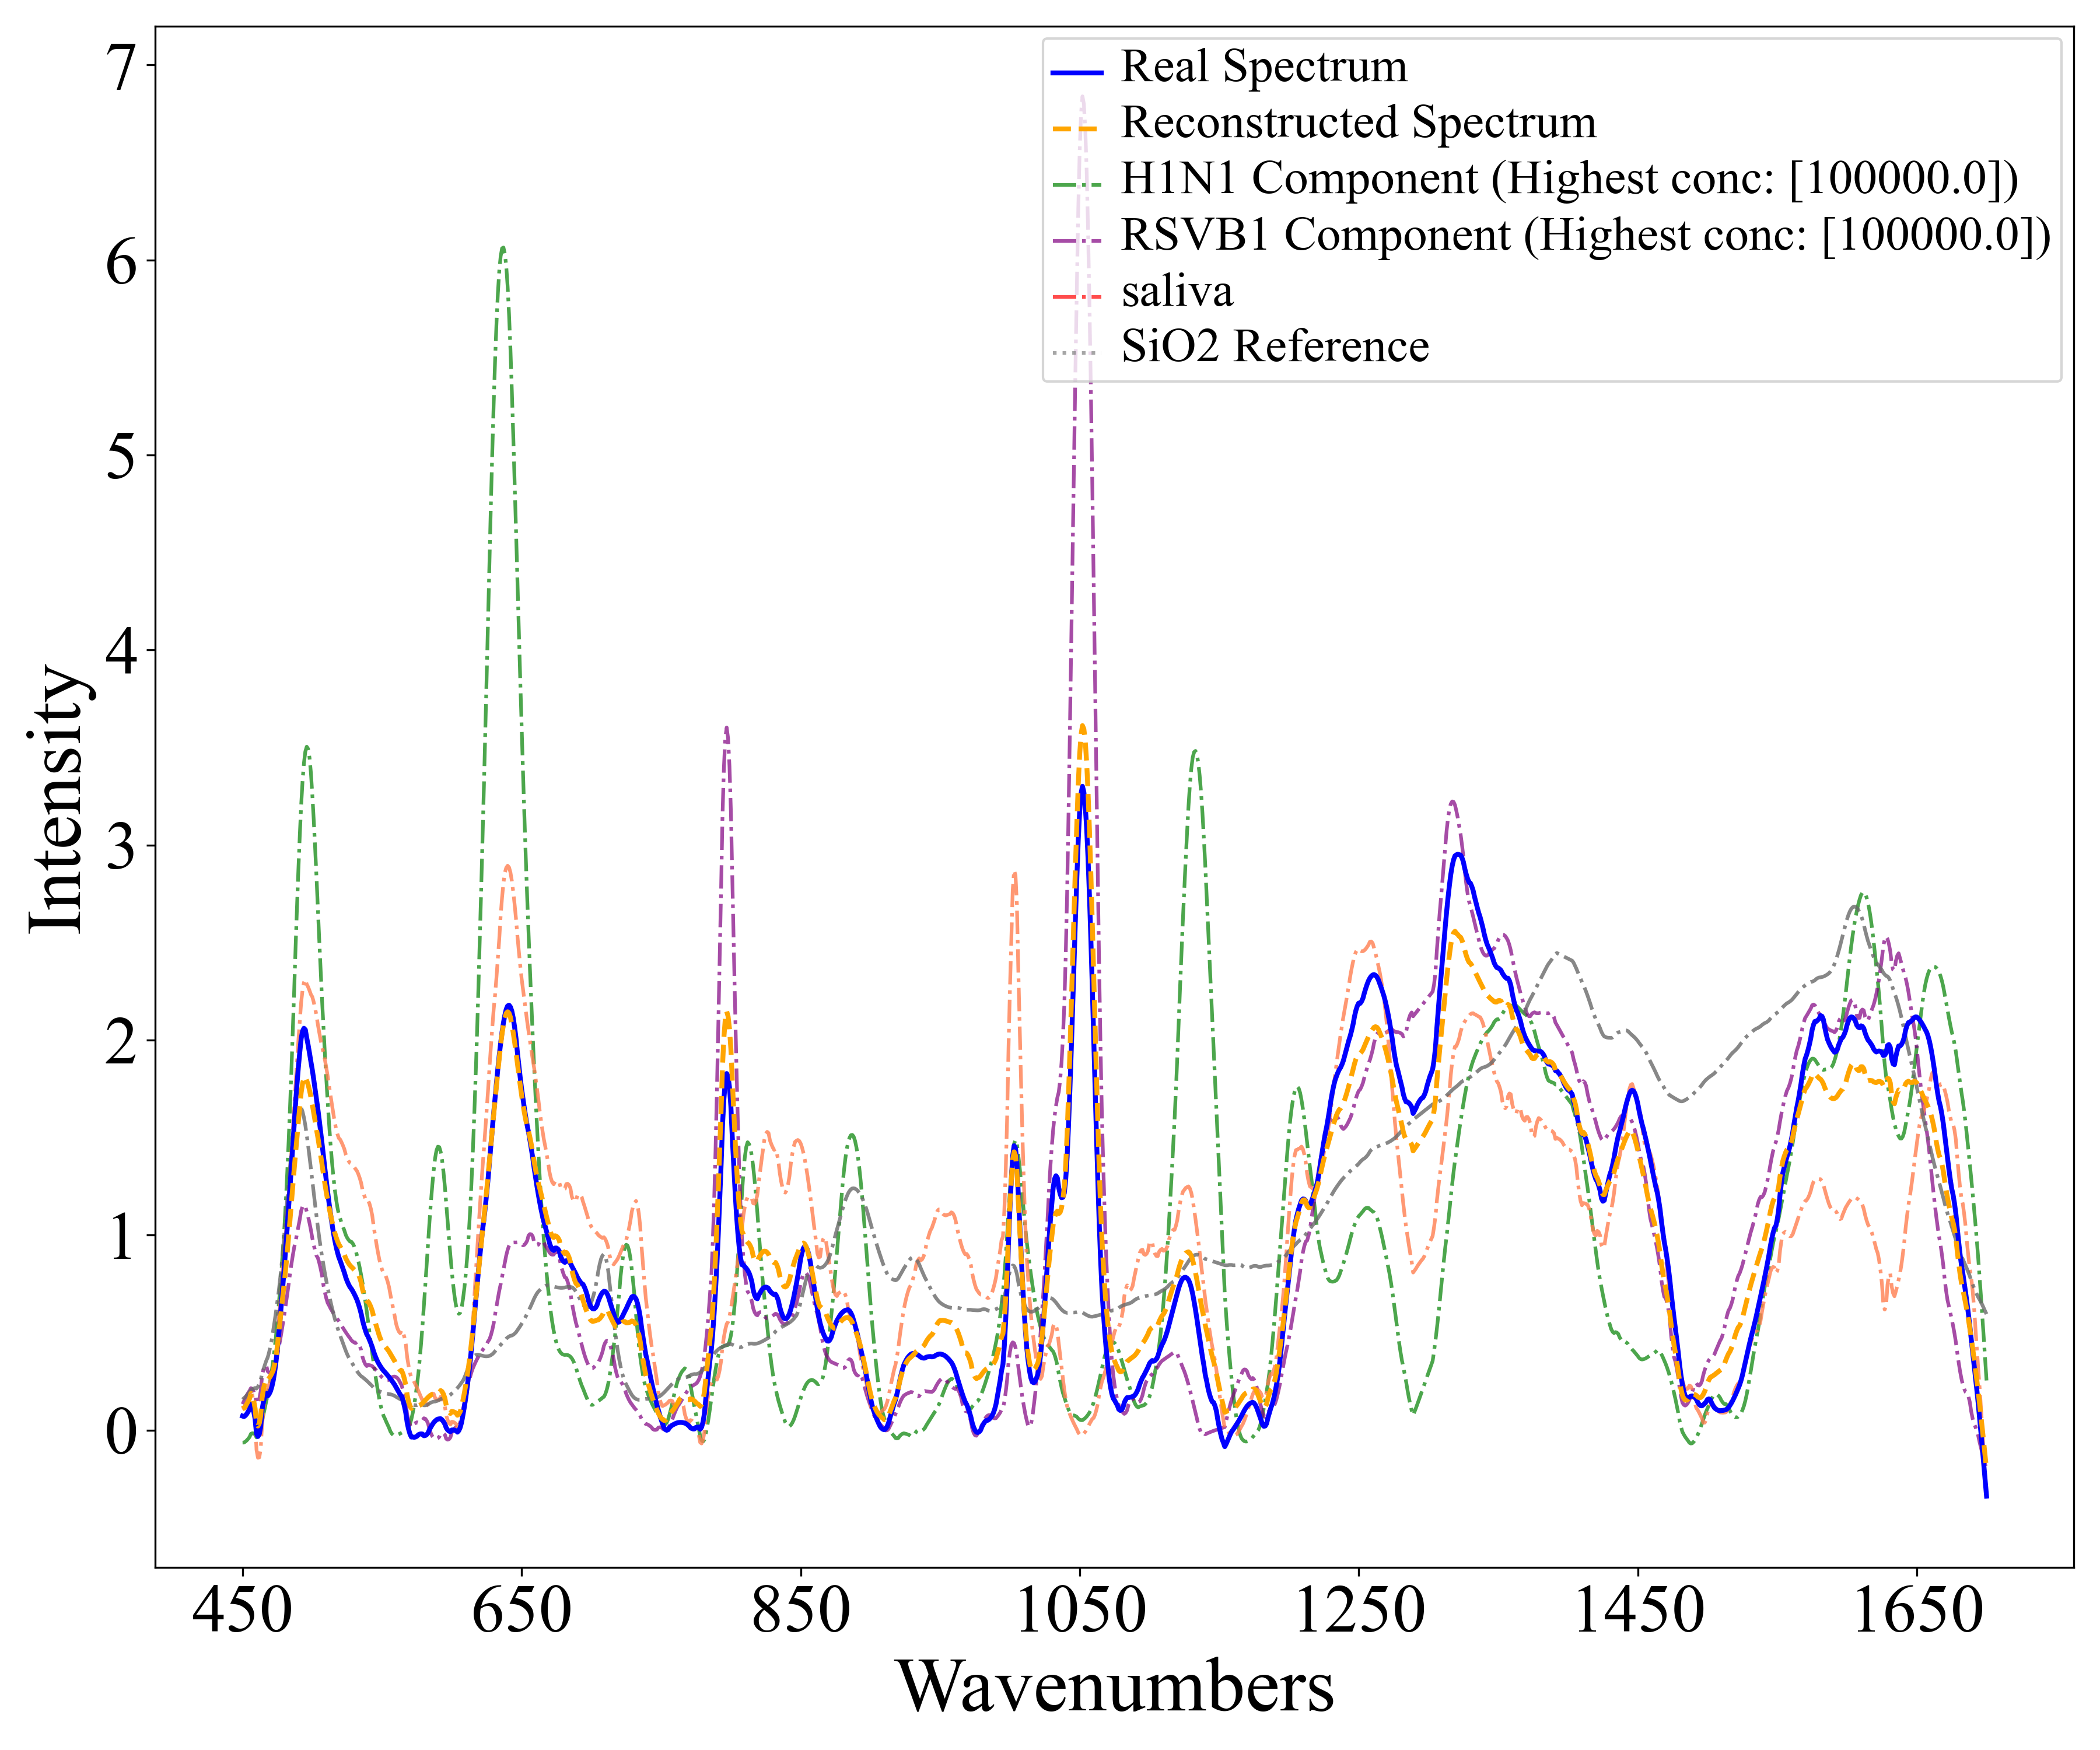 7
6
5
4
3
2
1
0
Intensity
Real Spectrum
Reconstructed Spectrum
H1N1 Component (Highest conc: [100000.0])
RSVB1 Component (Highest conc: [100000.0])
saliva
SiO2 Reference
450 650 850 1050 1250 1450 1650
Wavenumbers